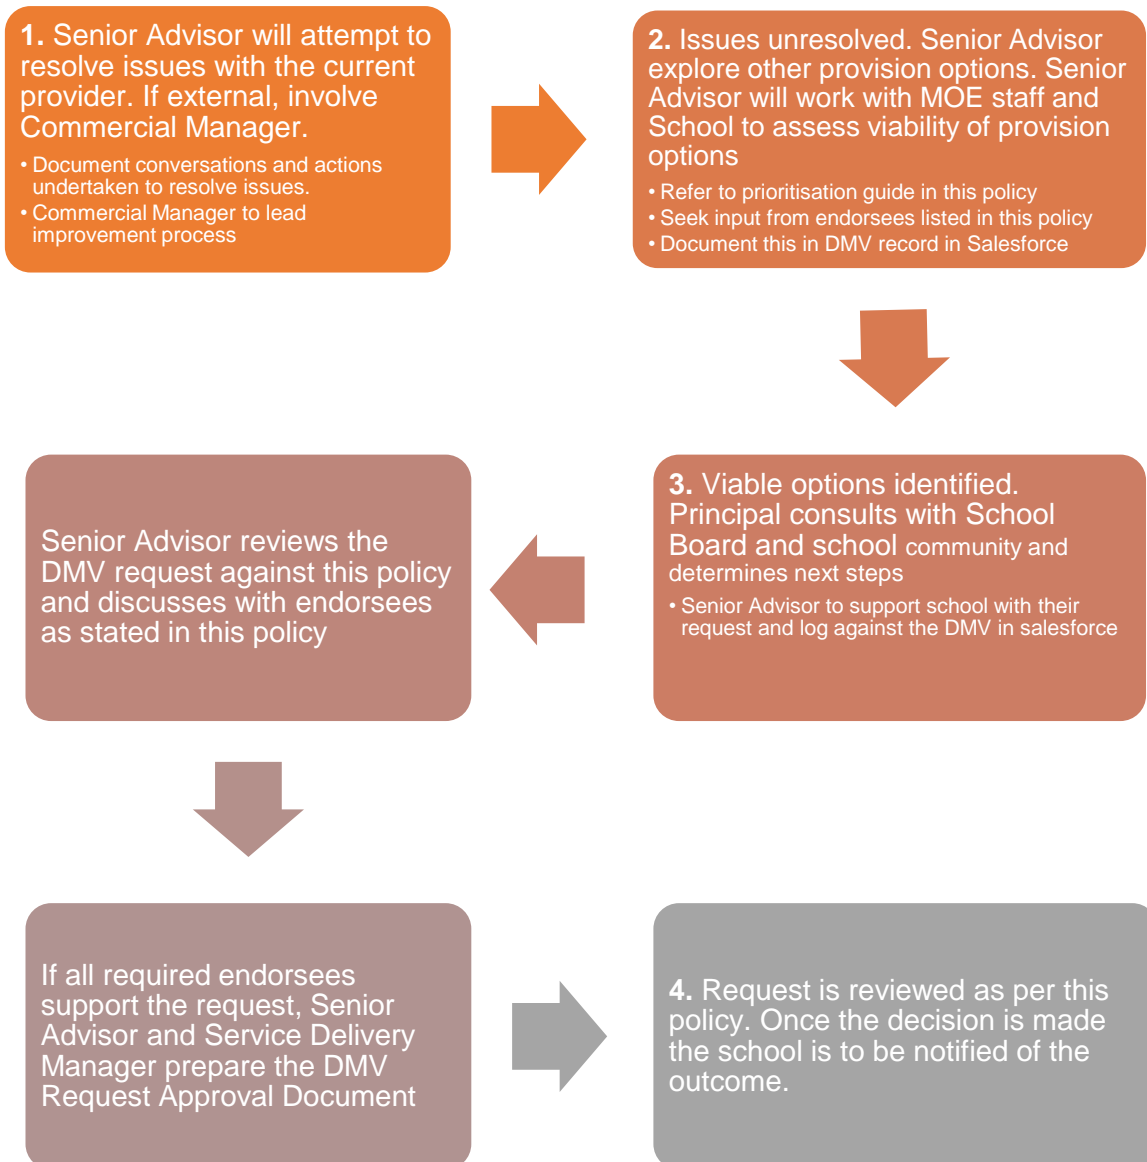 1. Senior Advisor will attempt to
resolve issues with the current
provider. If external, involve
Commercial Manager.
• Document conversations and actions
undertaken to resolve issues.
• Commercial Manager to lead
improvement process
2. Issues unresolved. Senior Advisor
explore other provision options. Senior
Advisor will work with MOE staff and
School to assess viability of provision
options
• Refer to prioritisation guide in this policy
• Seek input from endorsees listed in this policy
• Document this in DMV record in Salesforce
3. Viable options identified.
Principal consults with School
Board and school community and
determines next steps
• Senior Advisor to support school with their
request and log against the DMV in salesforce
Senior Advisor reviews the
DMV request against this policy
and discusses with endorsees
as stated in this policy
If all required endorsees
support the request, Senior
Advisor and Service Delivery
Manager prepare the DMV
Request Approval Document
4. Request is reviewed as per this
policy. Once the decision is made
the school is to be notified of the
outcome.